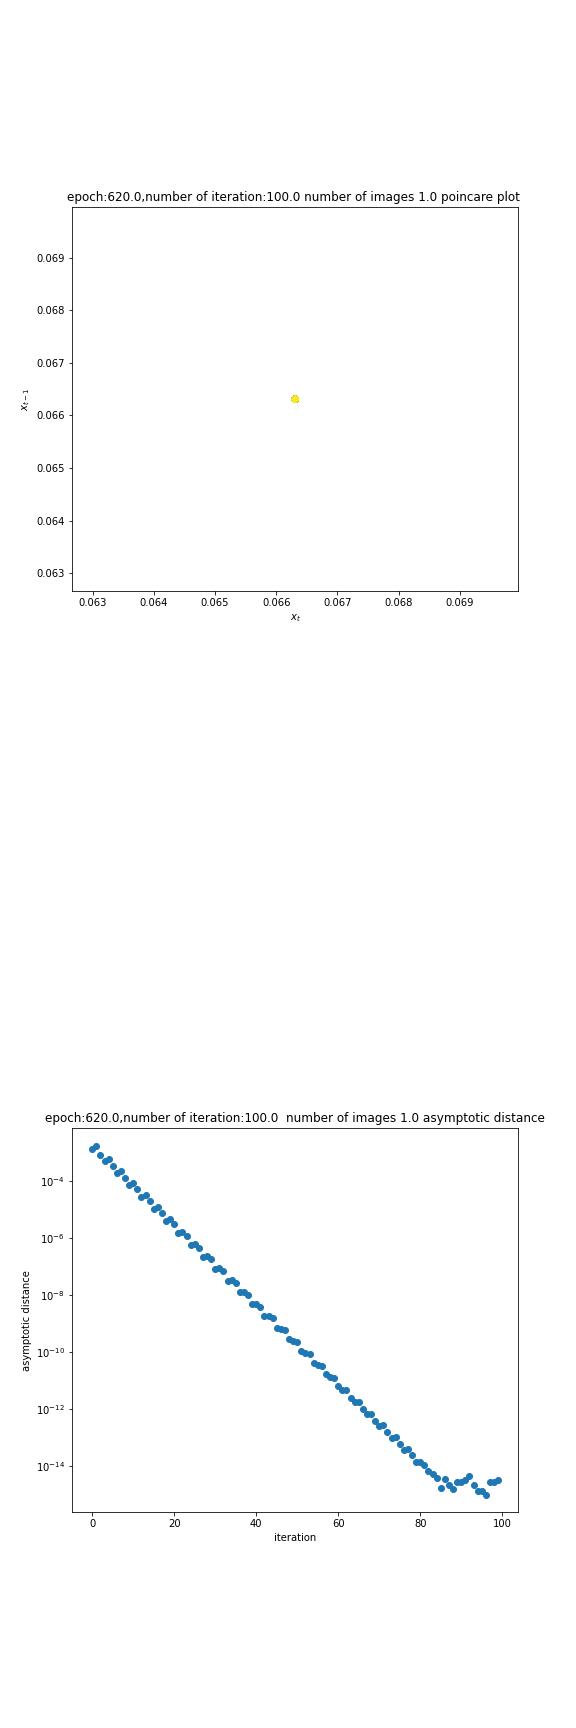 epoch:620.0,number of iteration:100.0 number of images 1.0 poincare plot
0.069
0.068
0.067
0.066
0.065
0.064
0.063
x_{t-1}
0.063 0.064 0.065 0.066 0.067 0.068 0.069
x_t
epoch:620.0,number of iteration:100.0  number of images 1.0 asymptotic distance
10^{-4}
10^{-6}
10^{-8}
10^{-10}
10^{-12}
10^{-14}
asymptotic distance
0 20 40 60 80 100
iteration